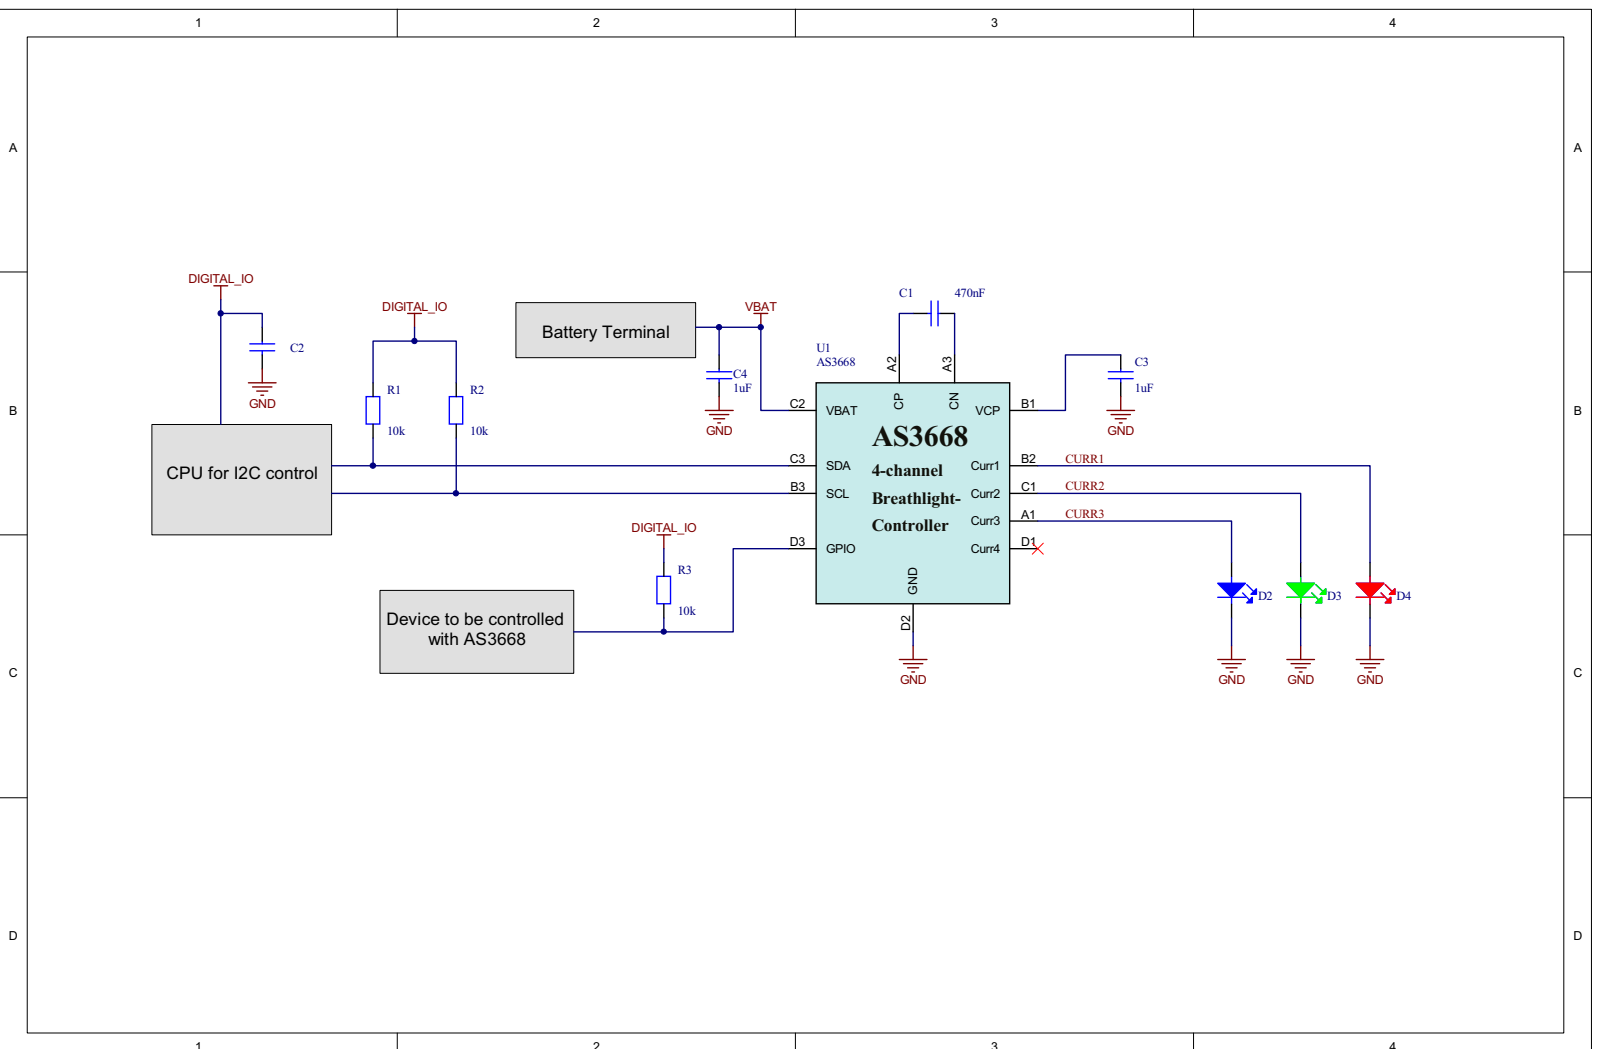 1 2 3 4
A A
DIGITAL_IO
C2
GND
DIGITAL_IO
R1
10k
R2
10k
Battery Terminal
VBAT
C4
1uF
GND
C1 470nF
U1
AS3668
A2
A3
CP
CN
C3
1uF
GND
B B
C2 VBAT
VCP B1
AS3668
4-channel
Breathlight-
Controller
CPU for I2C control
C3 SDA
B3 SCL
D3 GPIO
Curr1 B2 CURR1
Curr2 C1 CURR2
Curr3 A1 CURR3
Curr4 D1
GND
D2
GND
DIGITAL_IO
R3
10k
Device to be controlled
with AS3668
D2 D3 D4
GND GND GND
C C
D D
1 2 3 4